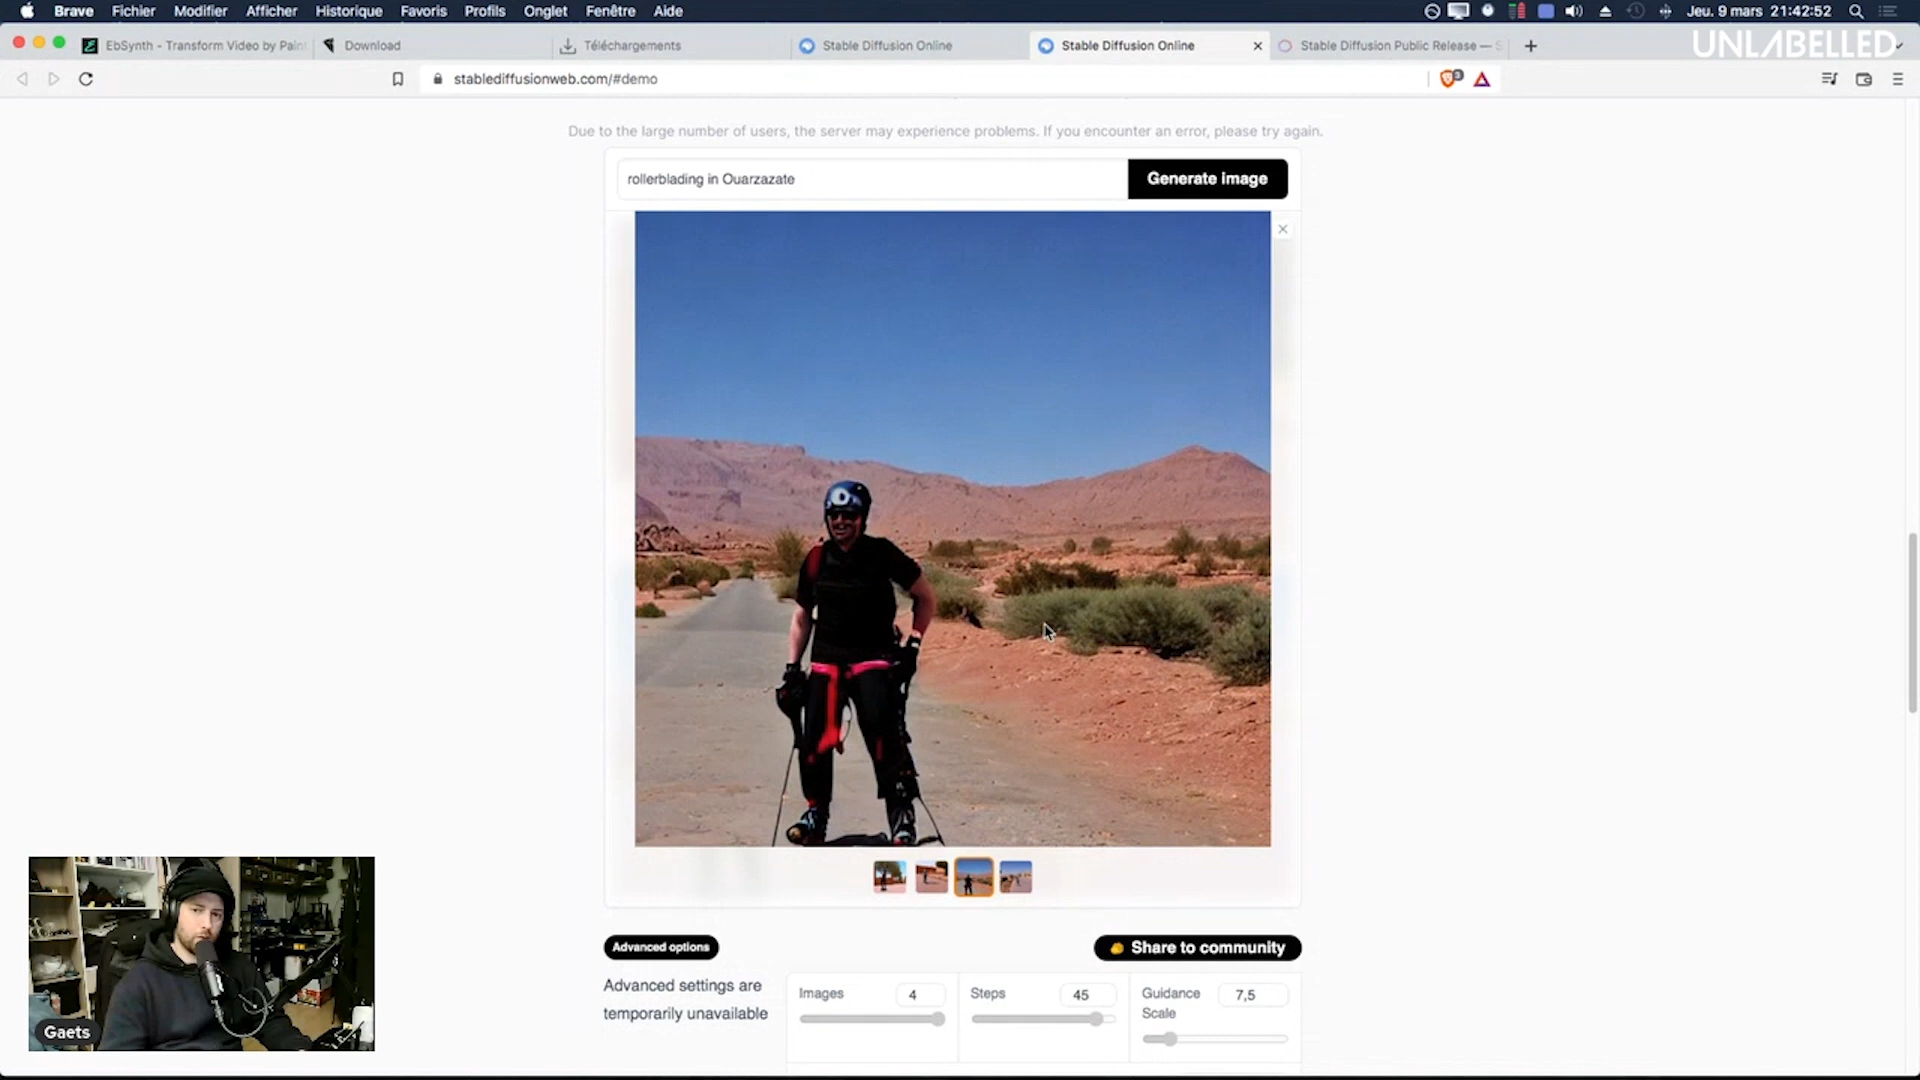 Brave Fichier Modifier Afficher Historique Favoris Profils Onglet Fenêtre Aide Jeu. 9 mars 21:42:52
EbSynth - Transform Video by Pain Download Téléchargements Stable Diffusion Online Stable Diffusion Online Stable Diffusion Public Release — S
UNLABELLED
stablediffusionweb.com/#demo
3
Due to the large number of users, the server may experience problems. If you encounter an error, please try again.
rollerblading in Ouarzazate Generate image
Advanced options Share to community
Advanced settings are
temporarily unavailable
Images 4 Steps 45 Guidance
Scale 7,5
Gaets